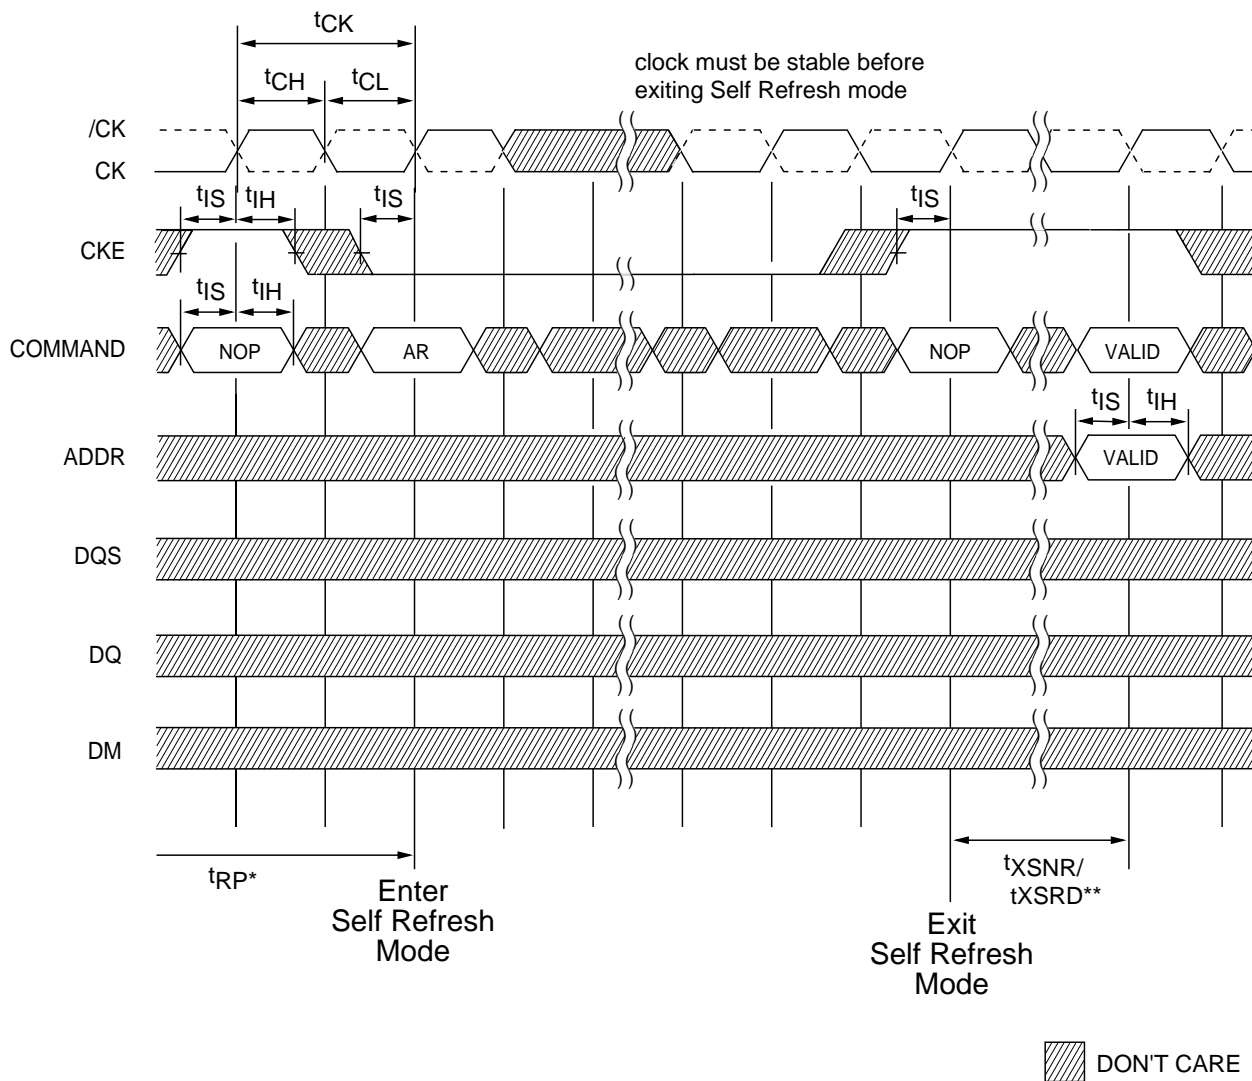 tCK
clock must be stable before
exiting Self Refresh mode
tCH
tCL
/CK
CK
tIS
tIH
tIS
tIS
CKE
tIS
tIH
COMMAND
NOP
AR
NOP
VALID
tIS
tIH
ADDR
VALID
DQS
DQ
DM
tRP*
tXSNR/
tXSRD**
Enter
Self Refresh
Mode
Exit
Self Refresh
Mode
DON'T CARE